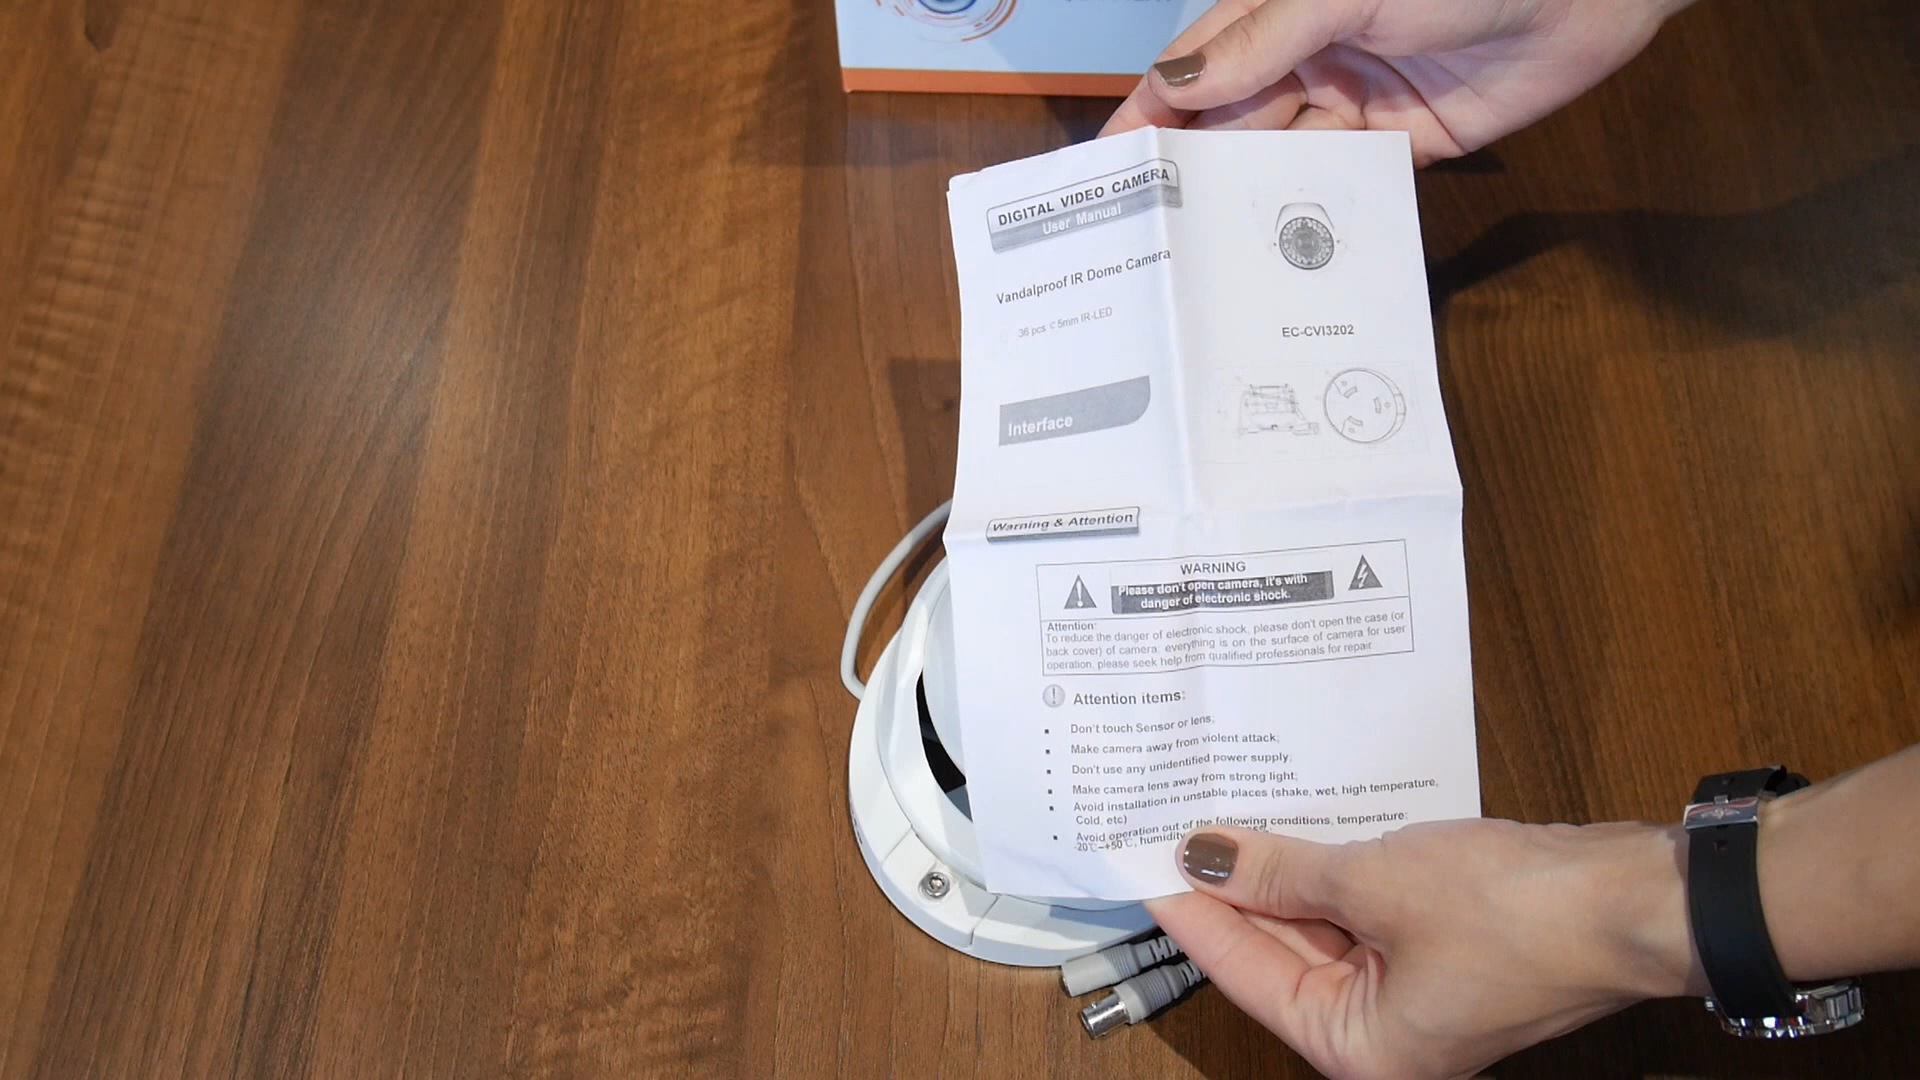 DIGITAL VIDEO CAMERA
User Manual
Vandalproof IR Dome Camera
36 pcs ¢ 5mm IR-LED
EC-CVI3202
Interface
Warning & Attention
WARNING
Please don't open camera, it's with
danger of electronic shock.
Attention:
To reduce the danger of electronic shock, please don't open the case (or
back cover) of camera. everything is on the surface of camera for user
operation, please seek help from qualified professionals for repair
Attention items:
Don't touch Sensor or lens;
Make camera away from violent attack;
Don't use any unidentified power supply;
Make camera lens away from strong light;
Avoid installation in unstable places (shake, wet, high temperature,
Cold, etc)
Avoid operation out of the following conditions, temperature:
-20℃~+50℃, humidity